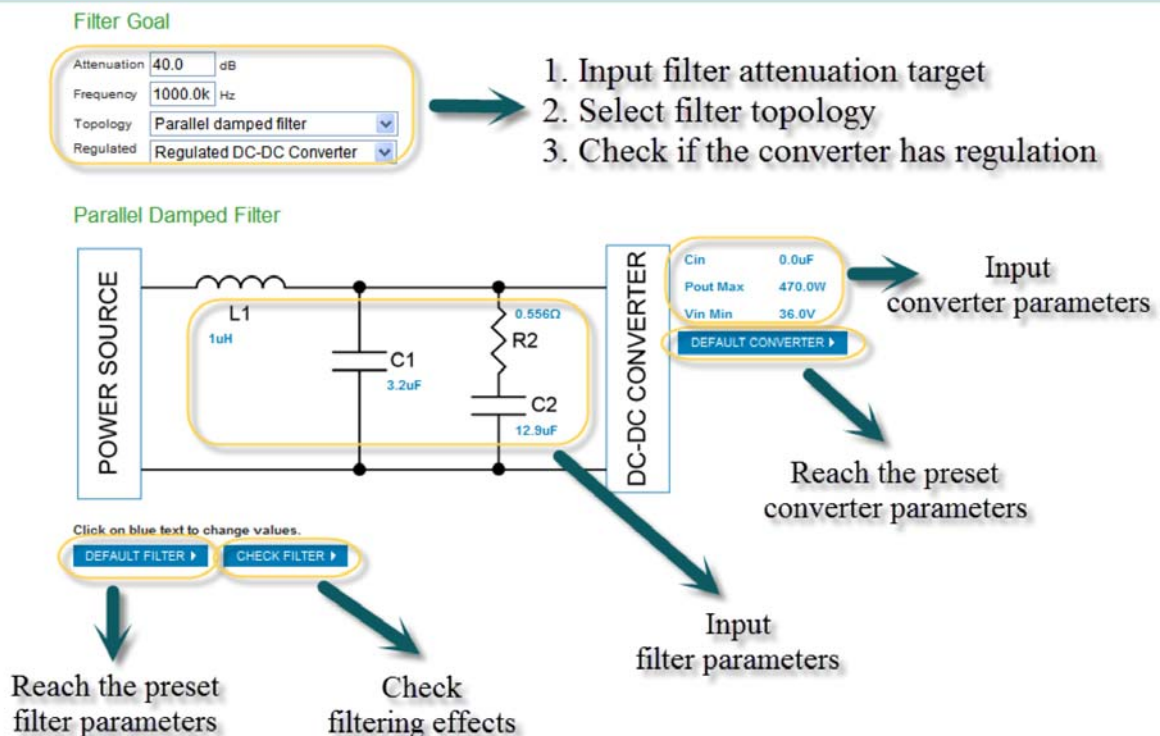 Filter Goal
Attenuation 40.0 dB
Frequency 1000.0k Hz
Topology Parallel damped filter
Regulated Regulated DC-DC Converter
1. Input filter attenuation target
2. Select filter topology
3. Check if the converter has regulation
Parallel Damped Filter
POWER SOURCE
L1
1uH
C1
3.2uF
0.556Ω
R2
C2
12.9uF
DC-DC CONVERTER
Cin 0.0uF
Pout Max 470.0W
Vin Min 36.0V
DEFAULT CONVERTER
Input
converter parameters
Reach the preset
converter parameters
Click on blue text to change values.
DEFAULT FILTER
CHECK FILTER
Input
filter parameters
Reach the preset
filter parameters
Check
filtering effects